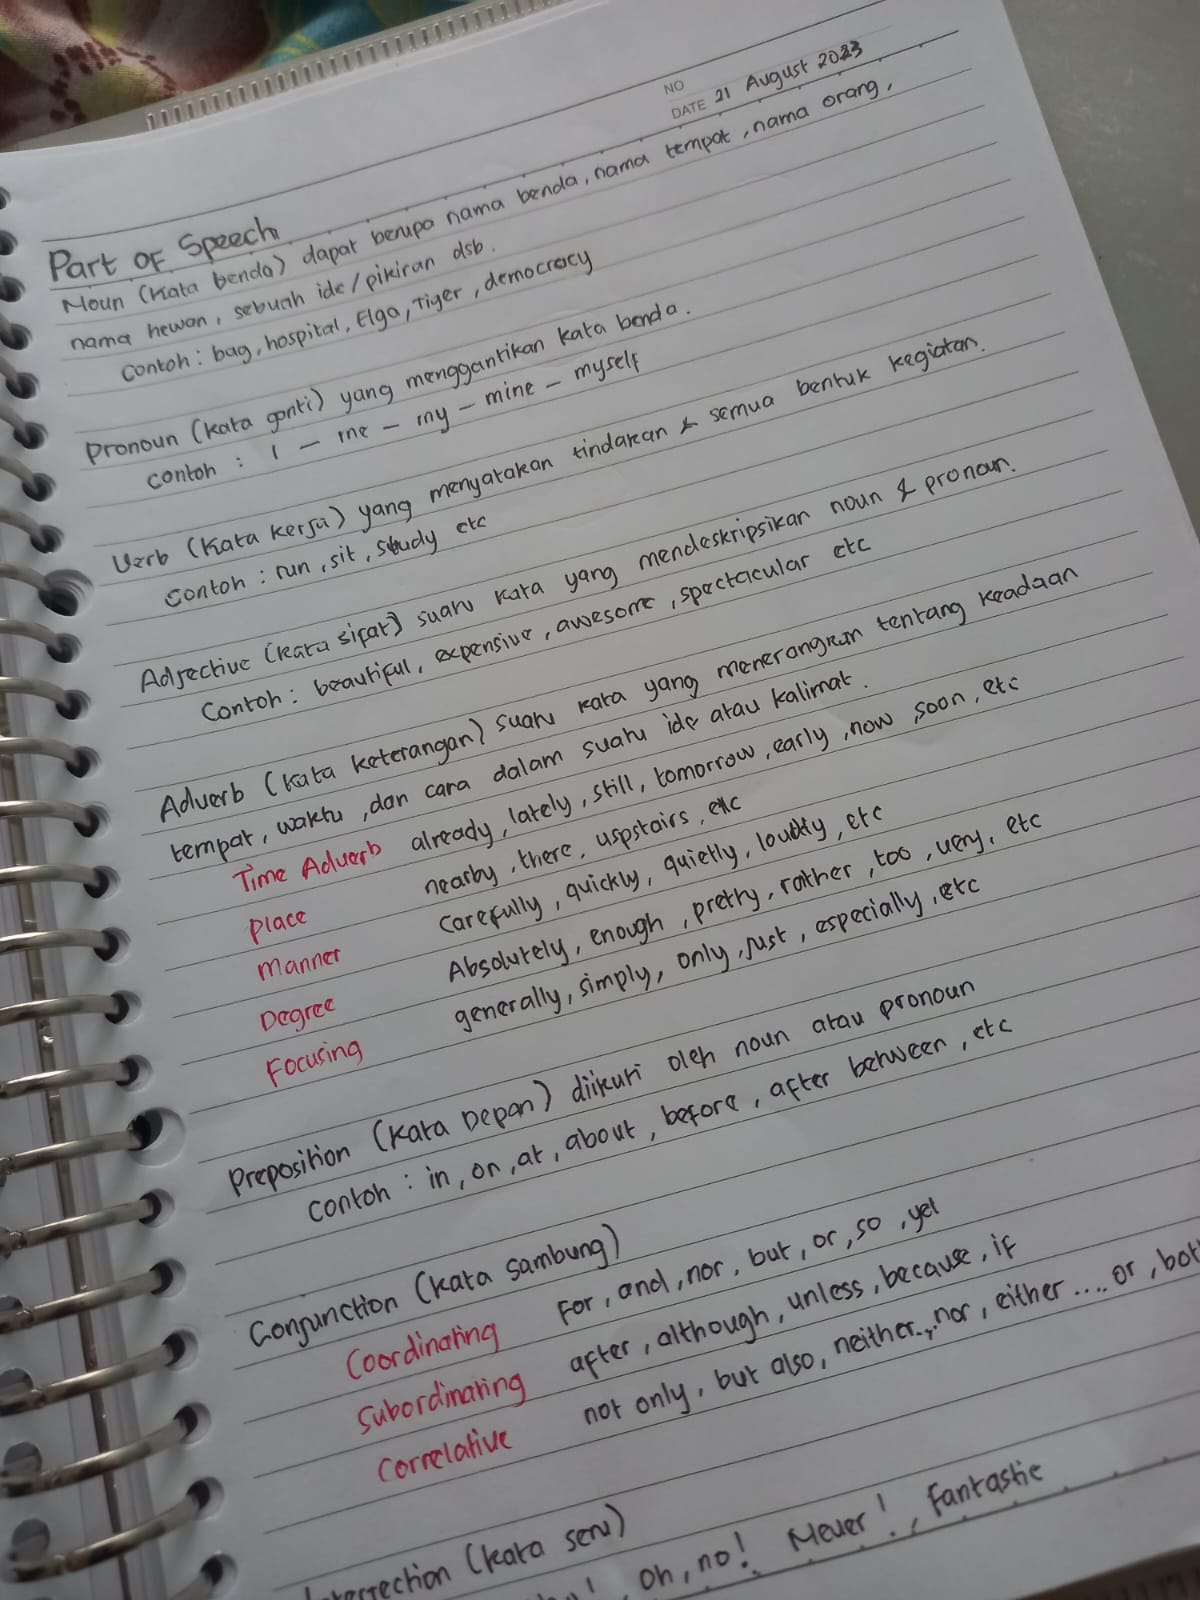 NO
DATE 21 August 2023
Part OF Speech
Noun (Kata benda) dapat berupa nama benda, nama tempat, nama orang,
nama hewan, sebuah ide/pikiran dsb.
Contoh : bag, hospital, Elga, Tiger, democracy
Pronoun (kata ganti) yang menggantikan kata benda.
contoh : I – me – my – mine – myself
Verb (Kata kerja) yang menyatakan tindakan & semua bentuk kegiatan.
contoh : run, sit, study etc
Adjective (kata sifat) suatu kata yang mendeskripsikan noun & pronoun.
Contoh : beautiful, expensive, awesome, spectacular etc
Adverb (Kata keterangan) suatu kata yang menerangkan tentang keadaan
tempat, waktu, dan cara dalam suatu ide atau kalimat.
Time Adverb already, lately, still, tomorrow, early, now, soon, etc
Place nearby, there, uspstairs, etc
Manner Carefully, quickly, quietly, loudly, etc
Degree Absolutely, enough, pretty, rather, too, very, etc
Focusing generally, simply, only, just, especially, etc
Preposition (Kata Depan) diikuti oleh noun atau pronoun
Contoh : in, on, at, about, before, after between, etc
Conjunction (kata sambung)
Coordinating For, and, nor, but, or, so, yet
Subordinating after, although, unless, because, if
Correlative not only, but also, neither..., nor, either .... or, bot
(kata seru)
Oh, no! Never!, Fantastic